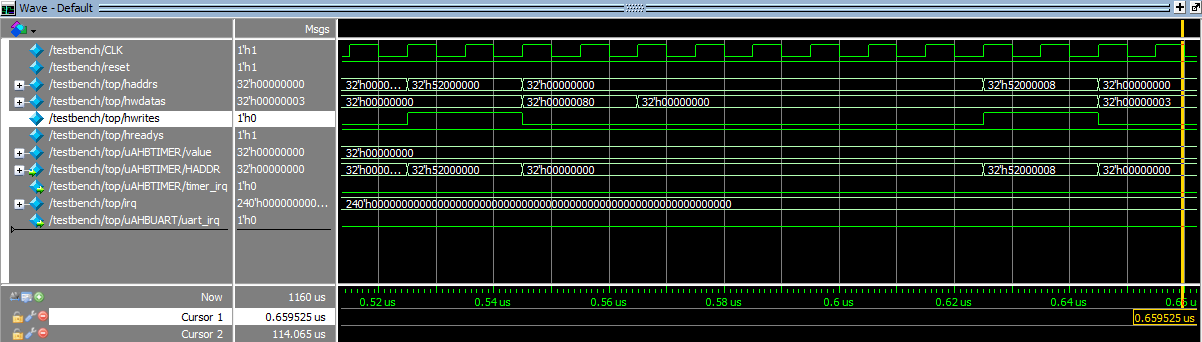 Wave - Default
Msgs
/testbench/CLK 1'h1
/testbench/reset 1'h1
/testbench/top/haddrs 32'h00000000 32'h0000... 32'h52000000 32'h00000000 32'h52000008 32'h00000000
/testbench/top/hwdatas 32'h00000003 32'h00000000 32'h00000080 32'h00000000 32'h00000003
/testbench/top/hwrites 1'h0
/testbench/top/hreadys 1'h1
/testbench/top/uAHBTIMER/value 32'h00000000 32'h00000000
/testbench/top/uAHBTIMER/HADDR 32'h00000000 32'h0000... 32'h52000000 32'h00000000 32'h52000008 32'h00000000
/testbench/top/uAHBTIMER/timer_irq 1'h0
/testbench/top/irq 240'h000000000... 240'h000000000000000000000000000000000000000000000000000000000000
/testbench/top/uAHBUART/uart_irq 1'h0
Now 1160 us 0.52 us 0.54 us 0.56 us 0.58 us 0.6 us 0.62 us 0.64 us 0.66 u
Cursor 1 0.659525 us 0.659525 us
Cursor 2 114.065 us